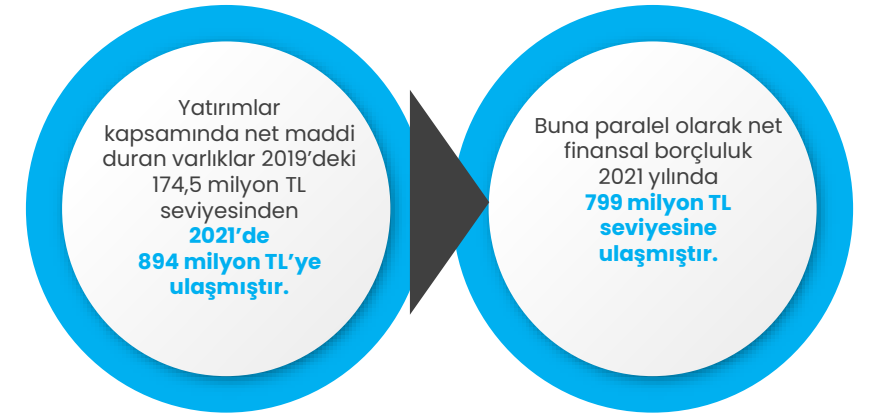 Yatırımlar
kapsamında net maddi
duran varlıklar 2019’deki
174,5 milyon TL
seviyesinden
2021’de
894 milyon TL’ye
ulaşmıştır.
Buna paralel olarak net
finansal borçluluk
2021 yılında
799 milyon TL
seviyesine
ulaşmıştır.